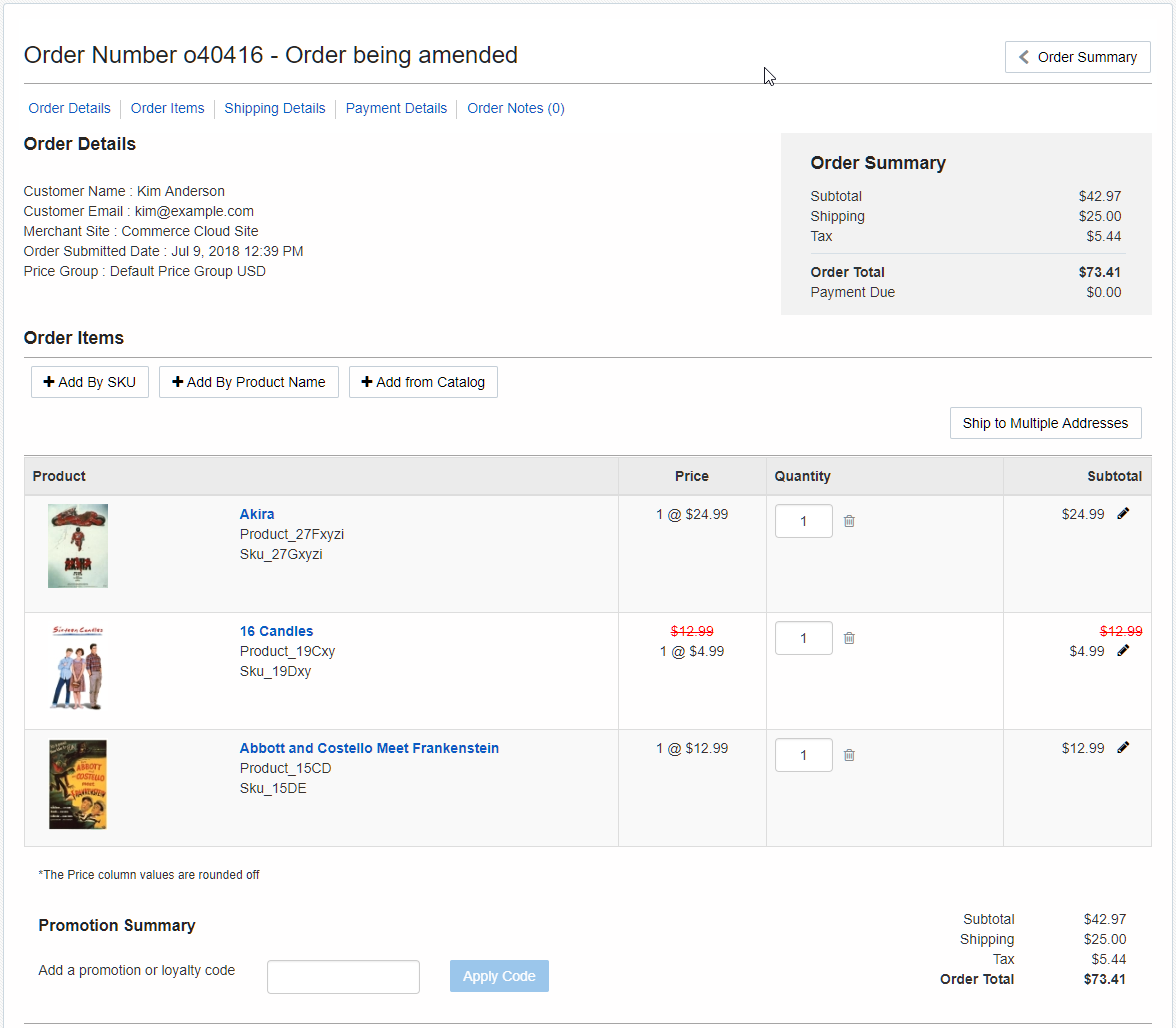 Order Number o40416 - Order being amended
Order Summary
Order Details
Order Items
Shipping Details
Payment Details
Order Notes (0)
Order Details
Customer Name : Kim Anderson
Customer Email : kim@example.com
Merchant Site : Commerce Cloud Site
Order Submitted Date : Jul 9, 2018 12:39 PM
Price Group : Default Price Group USD
Order Summary
Subtotal $42.97
Shipping $25.00
Tax $5.44
Order Total $73.41
Payment Due $0.00
Order Items
Add By SKU
Add By Product Name
Add from Catalog
Ship to Multiple Addresses
Product Price Quantity Subtotal
AKIRA
Akira 1 @ $24.99 1 $24.99
Product_27Fxyzi
Sku_27Gxyzi
Sixteen Candles
16 Candles $12.99 1 $12.99
Product_19Cxy 1 @ $4.99 $4.99
Sku_19Dxy
ABBOTT
COSTELLO
meet
FRANKENSTEIN
Abbott and Costello Meet Frankenstein 1 @ $12.99 1 $12.99
Product_15CD
Sku_15DE
*The Price column values are rounded off
Promotion Summary
Add a promotion or loyalty code
Apply Code
Subtotal $42.97
Shipping $25.00
Tax $5.44
Order Total $73.41